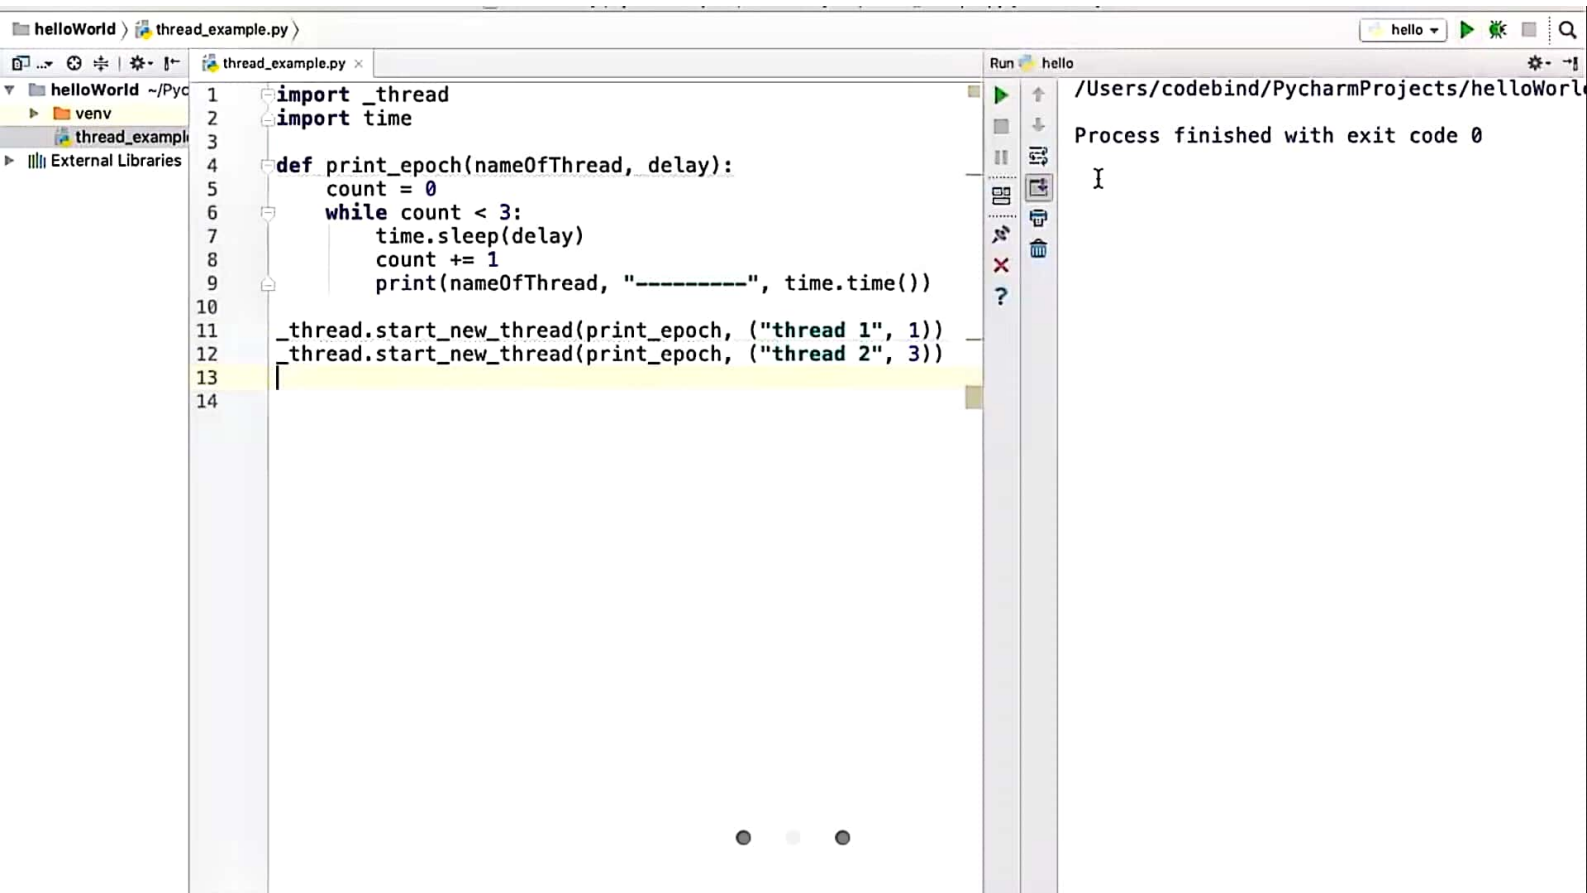 helloWorld
thread_example.py
hello
thread_example.py
Run hello
helloWorld ~/Pyc
venv
thread_exampl
External Libraries
1 import _thread
2 import time
3
4 def print_epoch(nameOfThread, delay):
5 count = 0
6 while count < 3:
7 time.sleep(delay)
8 count += 1
9 print(nameOfThread, "---------", time.time())
10
11 _thread.start_new_thread(print_epoch, ("thread 1", 1))
12 _thread.start_new_thread(print_epoch, ("thread 2", 3))
13
14
/Users/codebind/PycharmProjects/helloWorl
Process finished with exit code 0